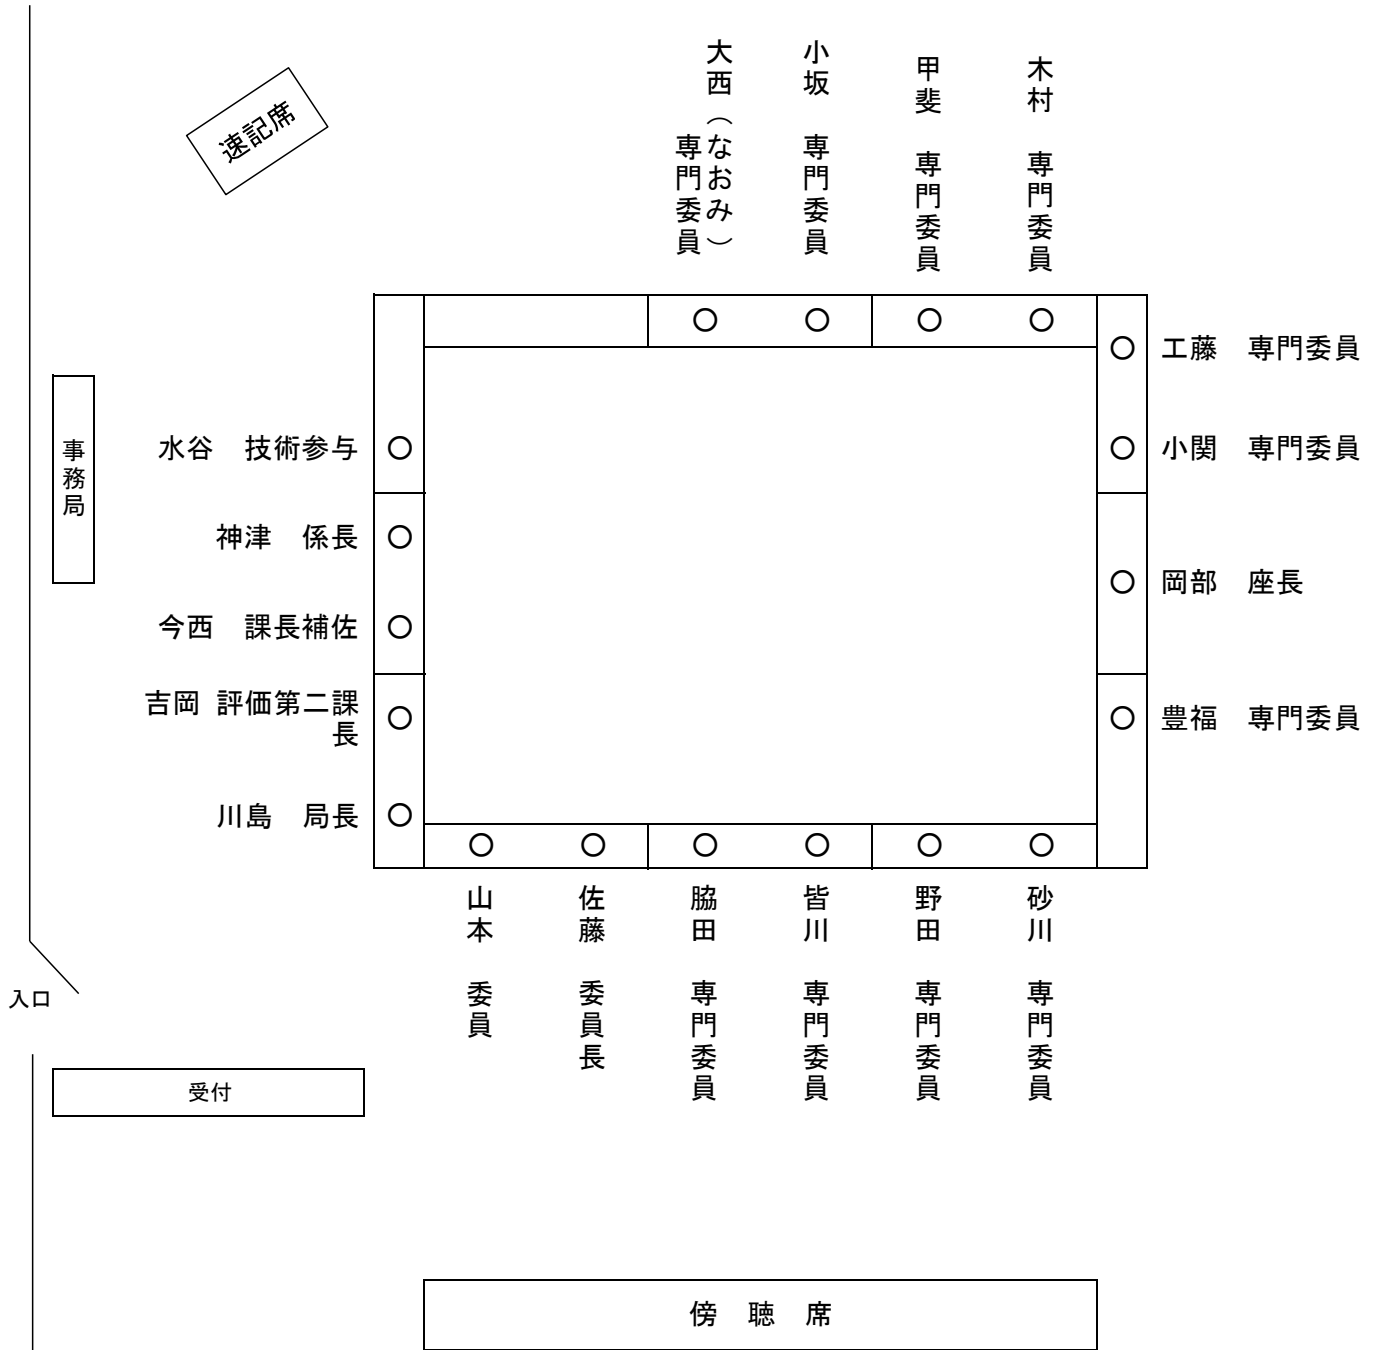 速記席
大西(なおみ)
専門委員
小坂　専門委員
甲斐　専門委員
木村　専門委員
工藤　専門委員
小関　専門委員
岡部　座長
豊福　専門委員
事務局
水谷　技術参与
神津　係長
今西　課長補佐
吉岡 評価第二課
長
川島　局長
山本　委員
佐藤　委員長
脇田　専門委員
皆川　専門委員
野田　専門委員
砂川　専門委員
入口
受付
傍　聴　席